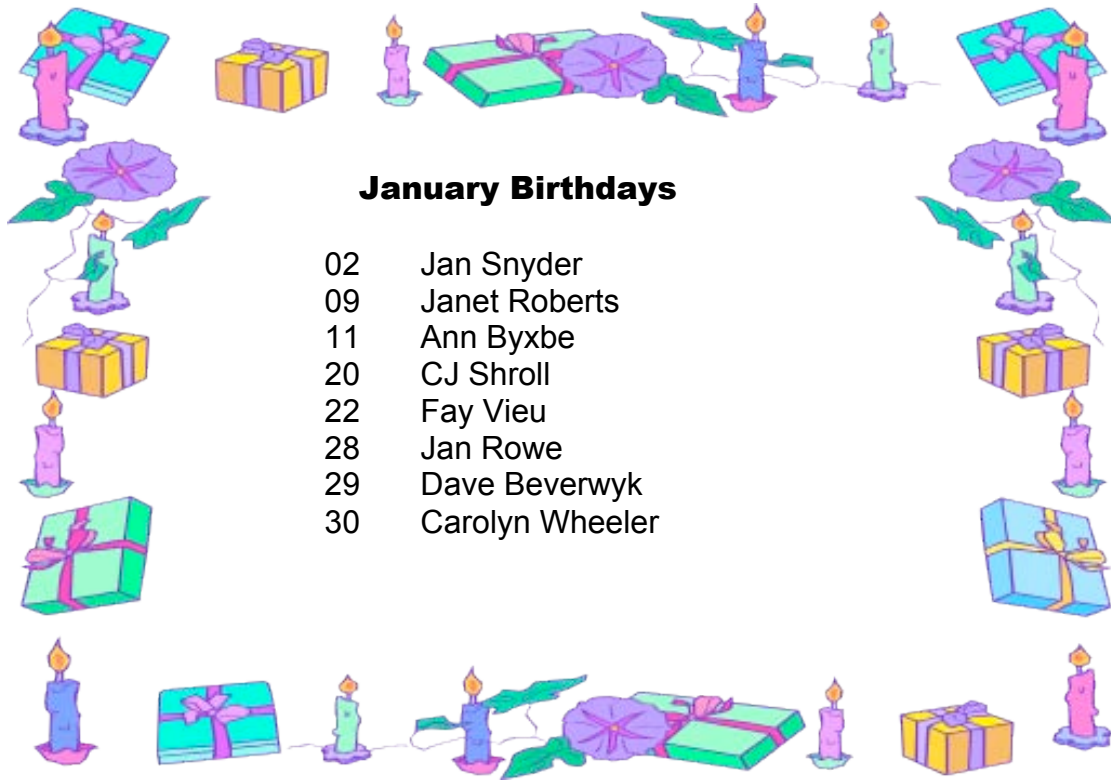 January Birthdays
02 Jan Snyder
09 Janet Roberts
11 Ann Byxbe
20 CJ Shroll
22 Fay Vieu
28 Jan Rowe
29 Dave Beverwyk
30 Carolyn Wheeler